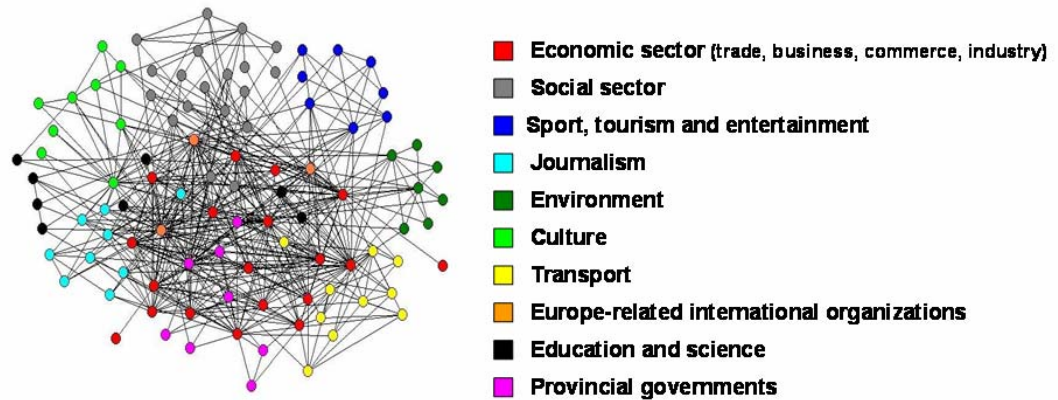 Economic sector (trade, business, commerce, industry)
Social sector
Sport, tourism and entertainment
Journalism
Environment
Culture
Transport
Europe-related international organizations
Education and science
Provincial governments